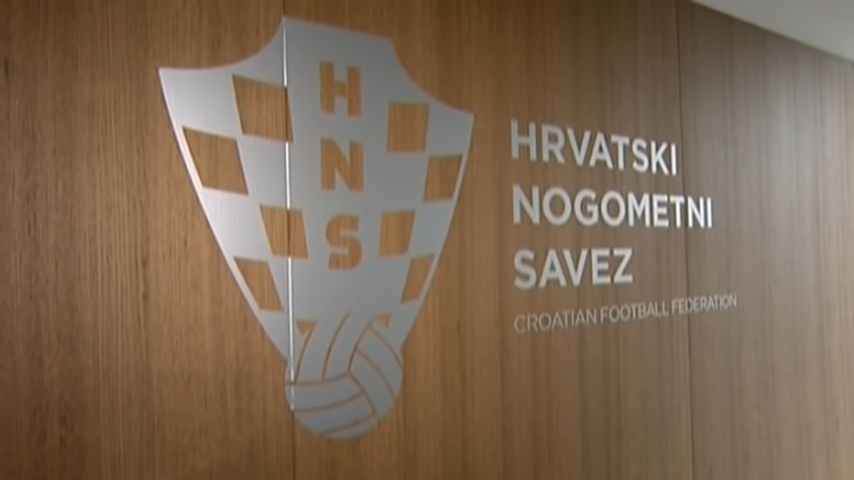 HNS
HRVATSKI
NOGOMETNI
SAVEZ
CROATIAN FOOTBALL FEDERATION